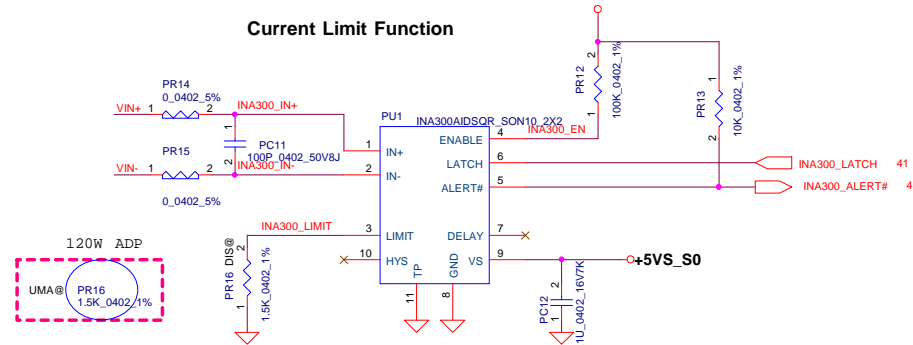 Current Limit Function
PR14
0_0402_5%
VIN+ 1 2 INA300_IN+
PC11
1 2
100P_0402_50V8J
PR15
VIN- 1 2 INA300_IN-
0_0402_5%
PU1
INA300AIDSQR_SON10_2X2
1 IN+
2 IN-
3 LIMIT
10 HYS
ENABLE 4
LATCH 6
ALERT# 5
DELAY 7
VS 9
TP 11
GND 8
INA300_EN
PR12
100K_0402_1%
2 1
PR13
10K_0402_1%
1 2
INA300_LATCH 41
INA300_ALERT# 4
INA300_LIMIT
PR16 DIS@
1.5K_0402_1%
2 1
+5VS_S0
PC12
1U_0402_16V7K
2 1
120W ADP
UMA@ PR16
1.5K_0402_1%